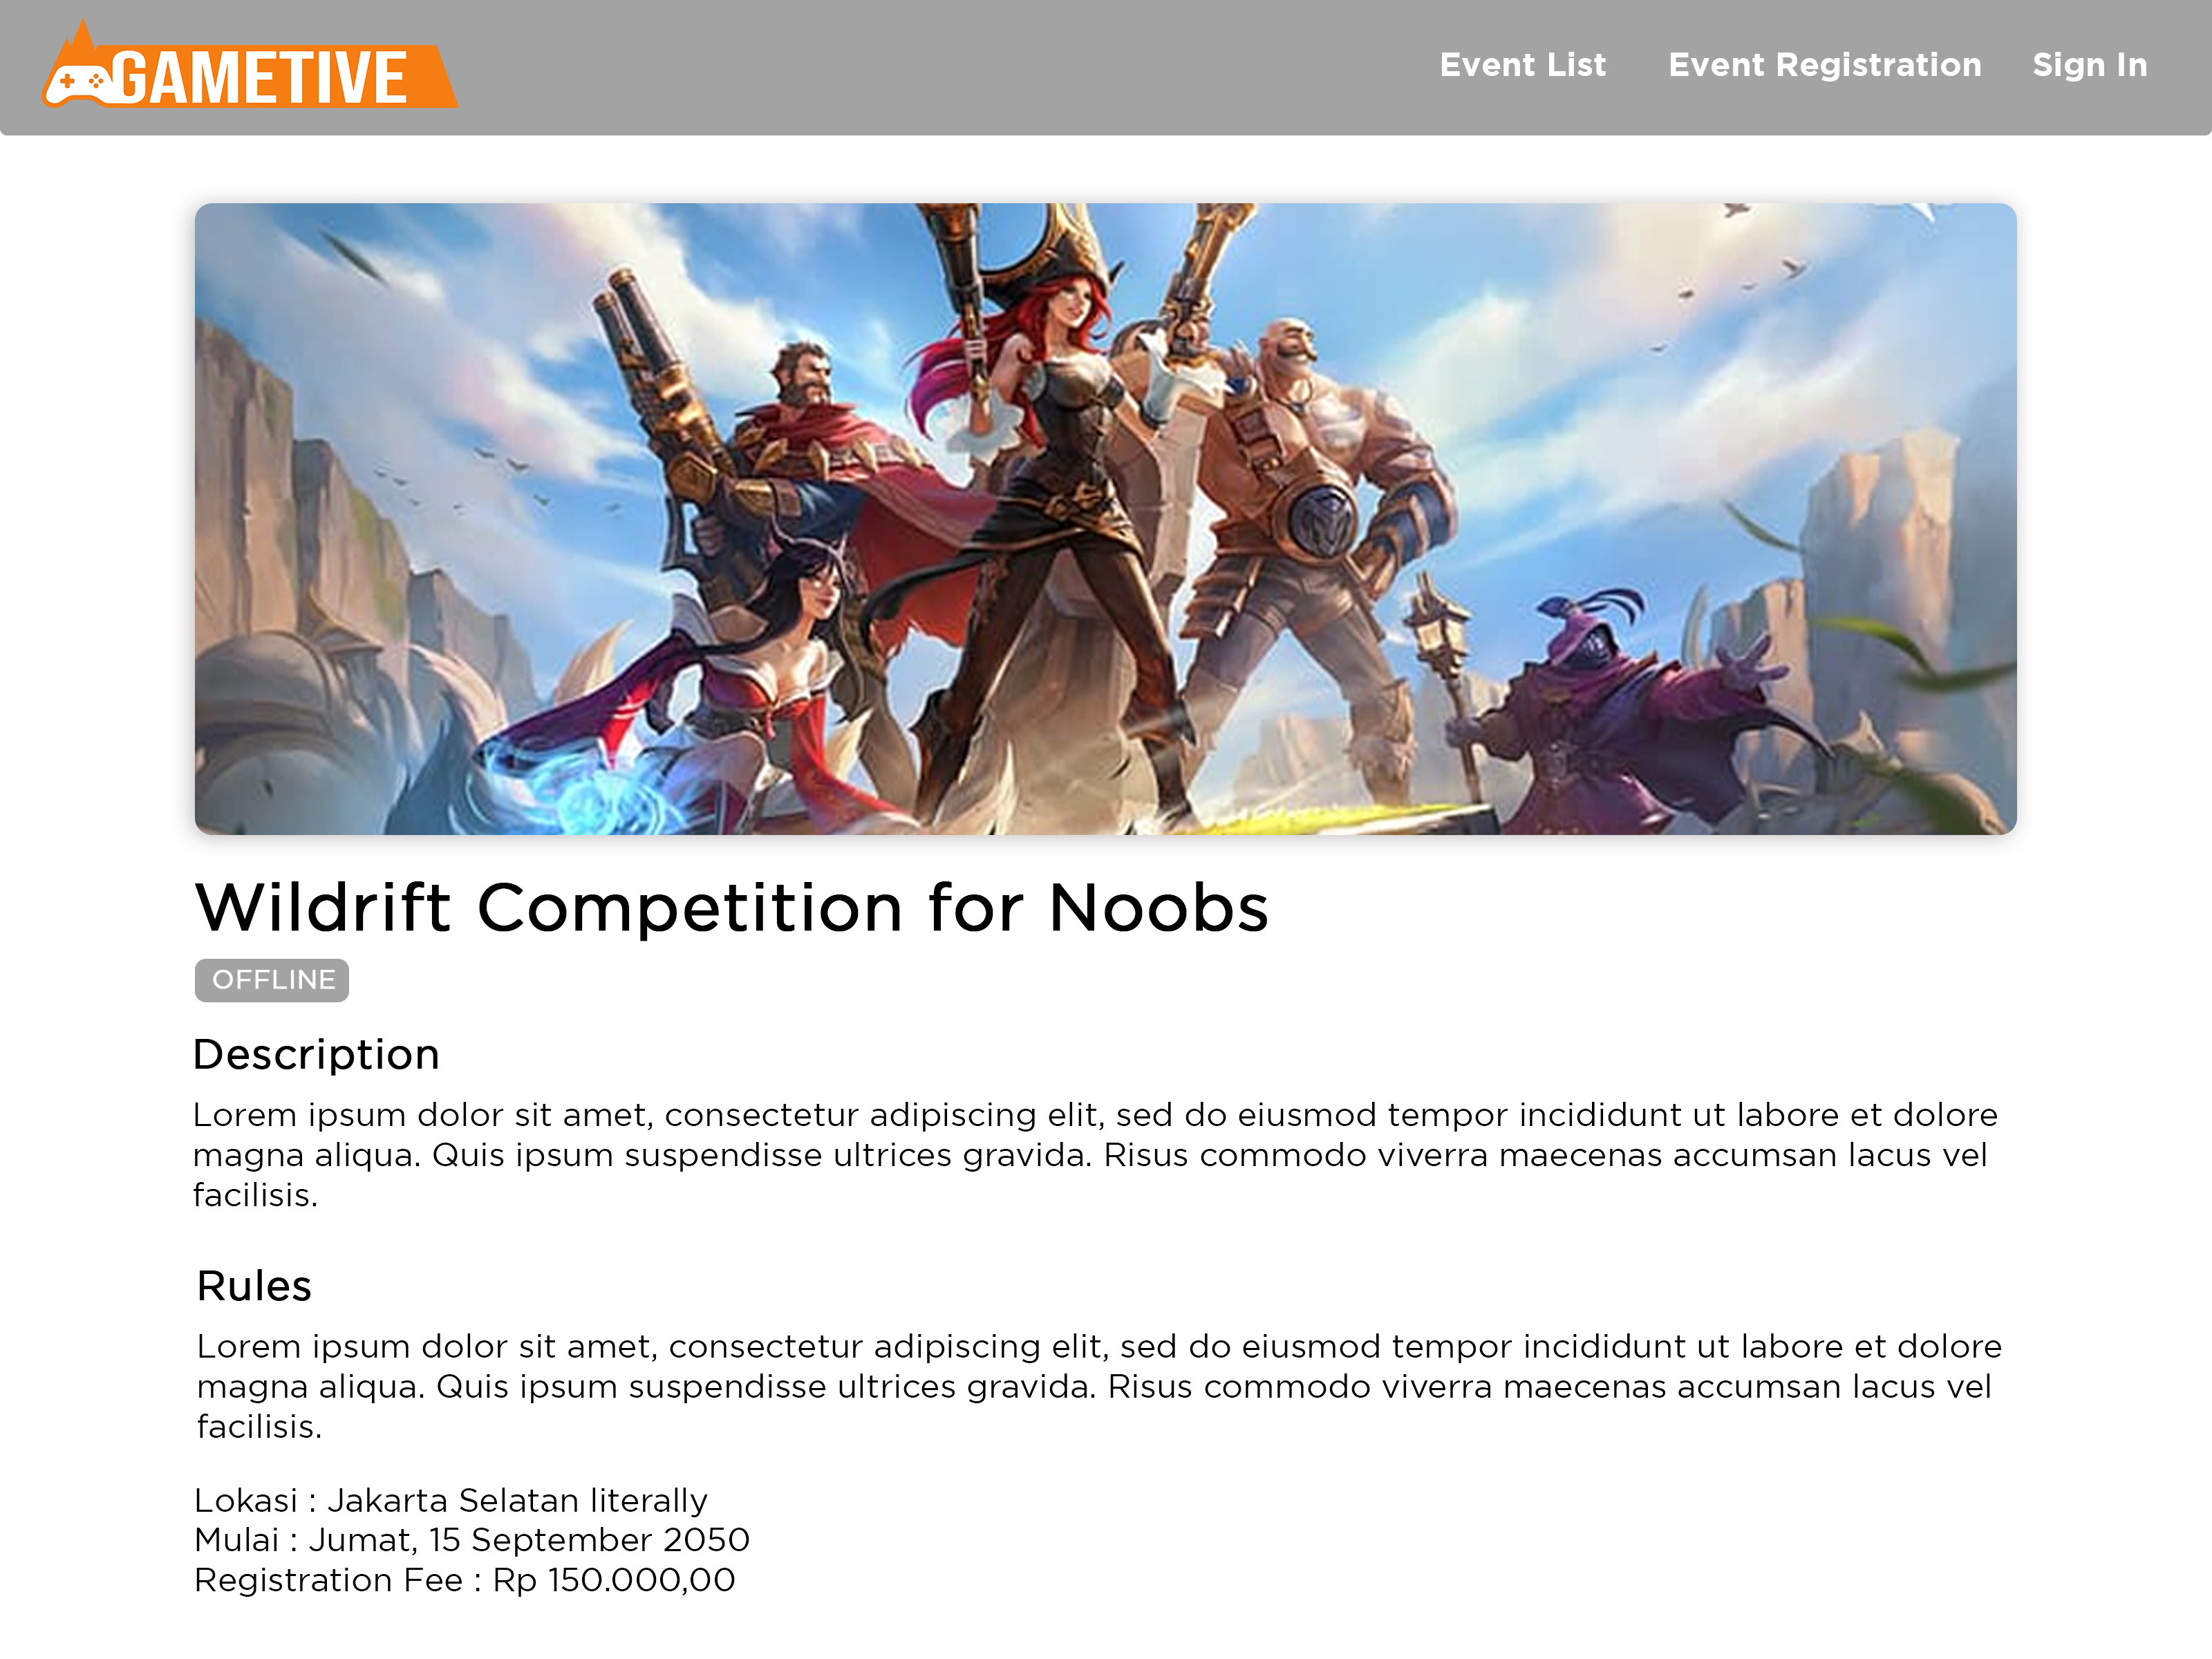 GAMETIVE
Event List
Event Registration
Sign In
Wildrift Competition for Noobs
OFFLINE
Description
Lorem ipsum dolor sit amet, consectetur adipiscing elit, sed do eiusmod tempor incididunt ut labore et dolore
magna aliqua. Quis ipsum suspendisse ultrices gravida. Risus commodo viverra maecenas accumsan lacus vel
facilisis.
Rules
Lorem ipsum dolor sit amet, consectetur adipiscing elit, sed do eiusmod tempor incididunt ut labore et dolore
magna aliqua. Quis ipsum suspendisse ultrices gravida. Risus commodo viverra maecenas accumsan lacus vel
facilisis.
Lokasi : Jakarta Selatan literally
Mulai : Jumat, 15 September 2050
Registration Fee : Rp 150.000,00